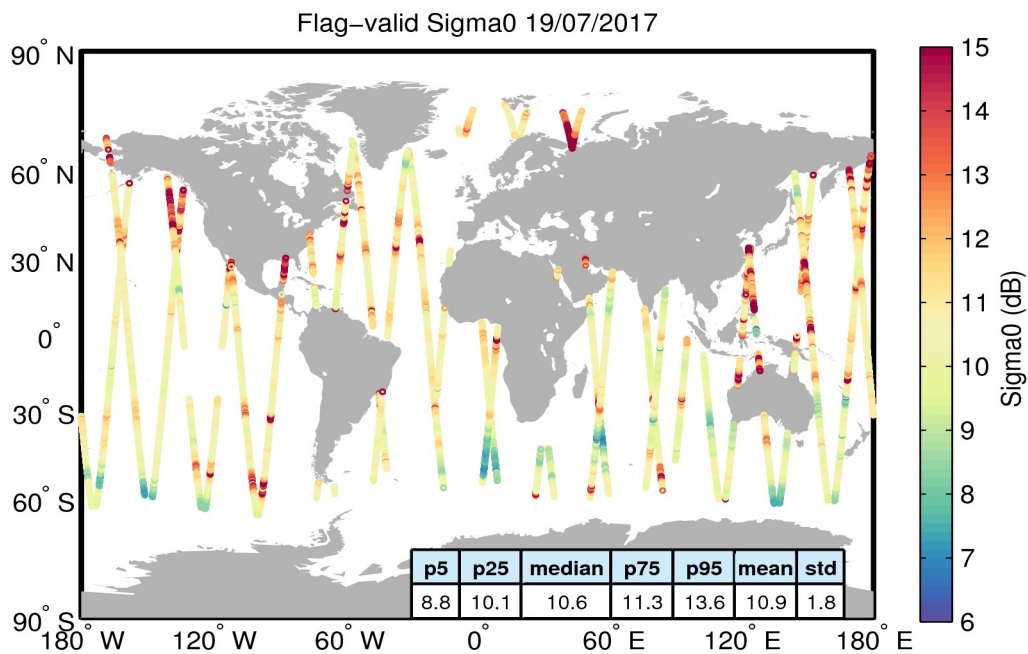 Flag−valid Sigma0 19/07/2017
90° N
60° N
30° N
0°
30° S
60° S
90° S
180° W
120° W
60° W
0°
60° E
120° E
180° E
p5 p25 median p75 p95 mean std
8.8 10.1 10.6 11.3 13.6 10.9 1.8
15
14
13
12
11
10
9
8
7
6
Sigma0 (dB)